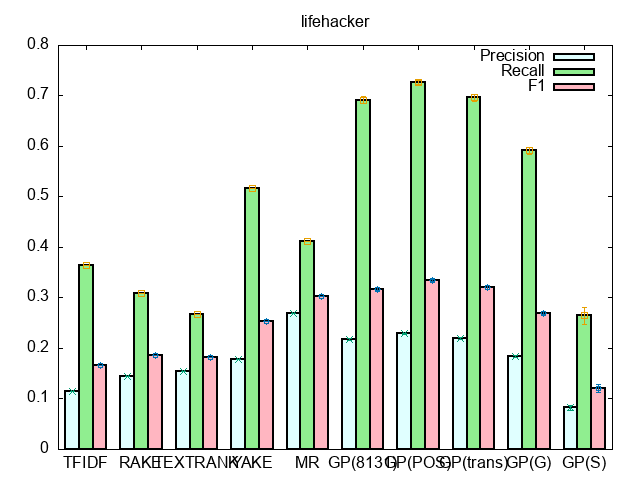 lifehacker
Precision
Recall
F1
0.8
0.7
0.6
0.5
0.4
0.3
0.2
0.1
0
TFIDF RAKE TEXTRANK YAKE MR GP(8131) GP(POS) GP(trans) GP(G) GP(S)